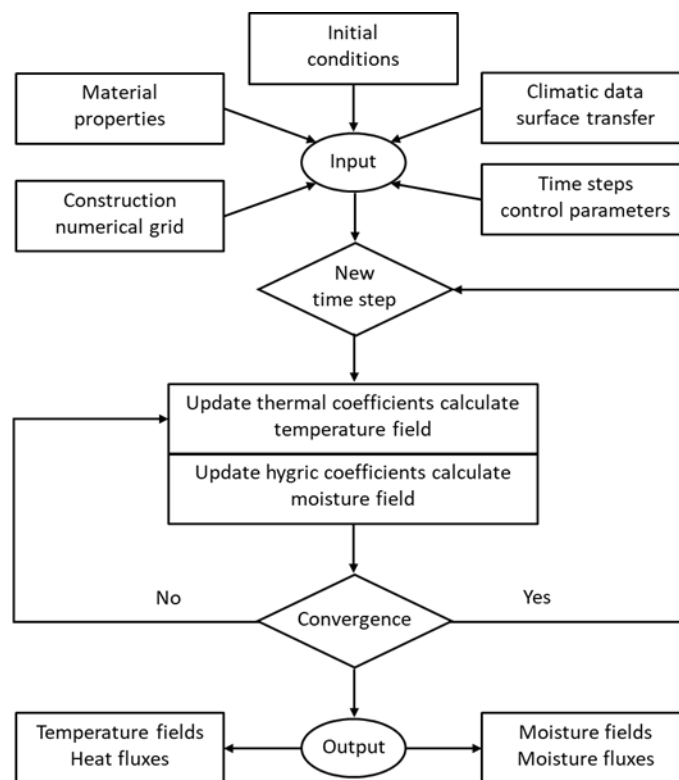 Initial
conditions
Material
properties
Climatic data
surface transfer
Input
Construction
numerical grid
Time steps
control parameters
New
time step
Update thermal coefficients calculate
temperature field
Update hygric coefficients calculate
moisture field
No
Yes
Convergence
Temperature fields
Heat fluxes
Output
Moisture fields
Moisture fluxes